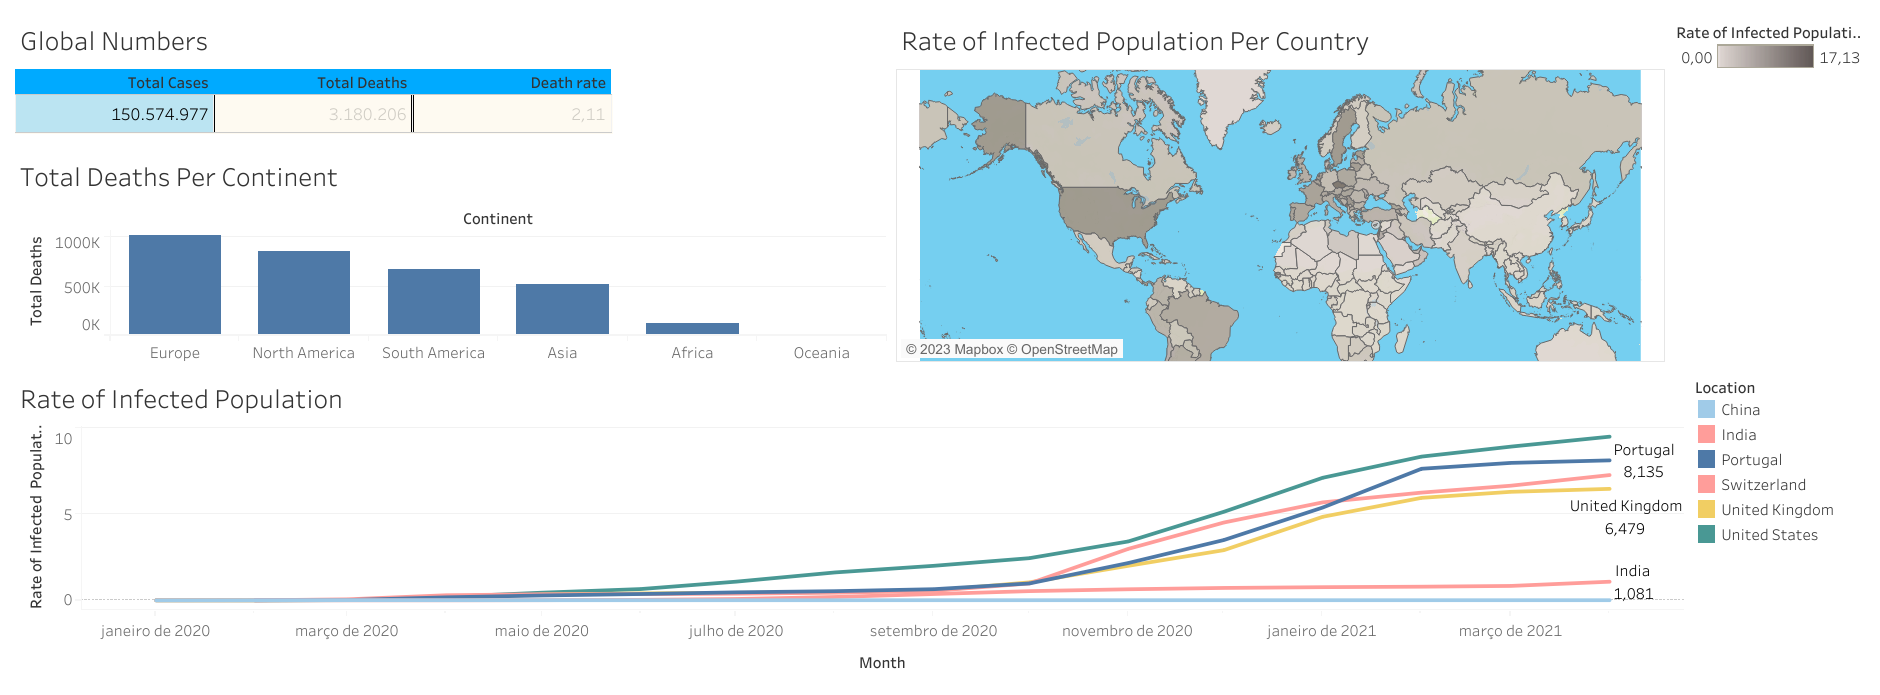 Global Numbers
Total Cases Total Deaths Death rate
150.574.977 3.180.206 2,11
Total Deaths Per Continent
Continent
Total Deaths
1000K
500K
0K
Europe North America South America Asia Africa Oceania
Rate of Infected Population Per Country
© 2023 Mapbox © OpenStreetMap
Rate of Infected Populati..
0,00 17,13
Rate of Infected Population
Rate of Infected Populat..
10
5
0
Portugal
8,135
United Kingdom
6,479
India
1,081
janeiro de 2020 março de 2020 maio de 2020 julho de 2020 setembro de 2020 novembro de 2020 janeiro de 2021 março de 2021
Month
Location
China
India
Portugal
Switzerland
United Kingdom
United States